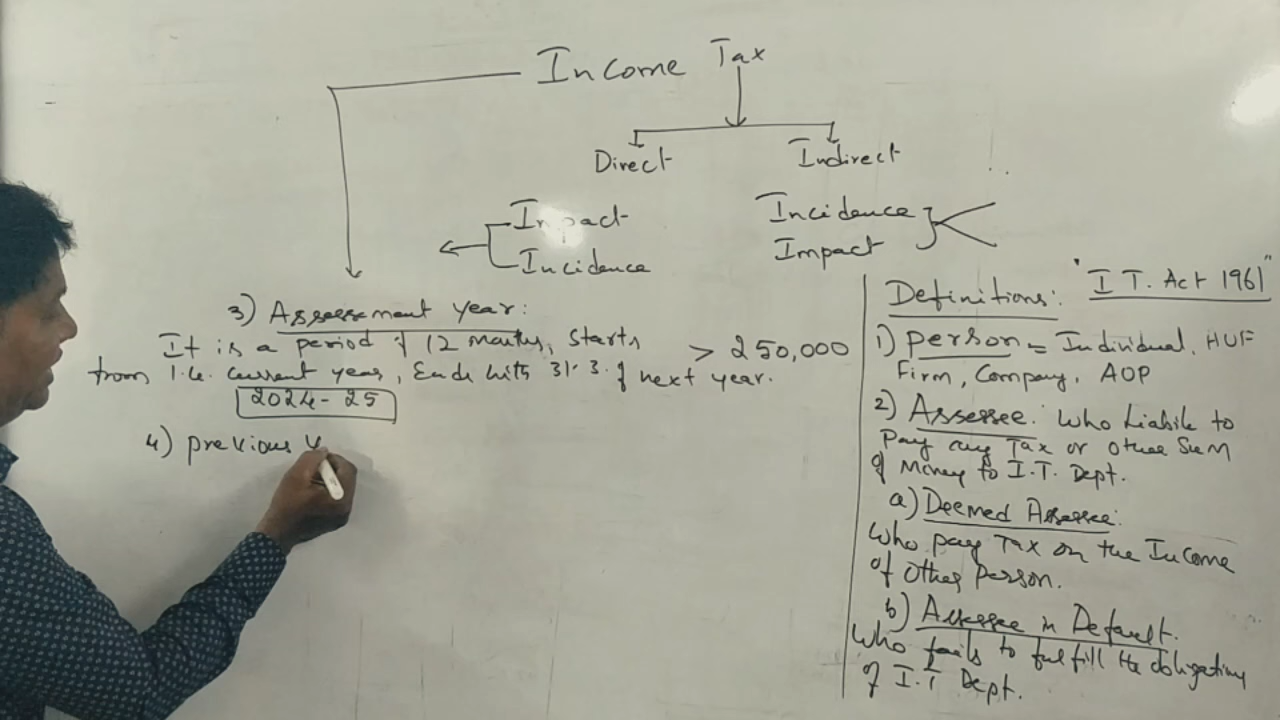 Income Tax
Direct
Indirect
Impact
Incidence
Incidence
Impact
3) Assessement year:
It is a period of 12 months, Starts
from 1.4. current year, Ends with 31.3. of next year.
2024-25
> 250,000
4) previous Y
Definitions: "I T. Act 1961"
1) person = Individual, HUF
Firm, Company, AOP
2) Assessee: who Liabile to
Pay any Tax or other Sum
of Money to I.T. Dept.
a) Deemed Assessee:
who pay Tax on the Income
of other person.
b) Assessee in Default.
who fails to fulfill the
of I.T Dept.